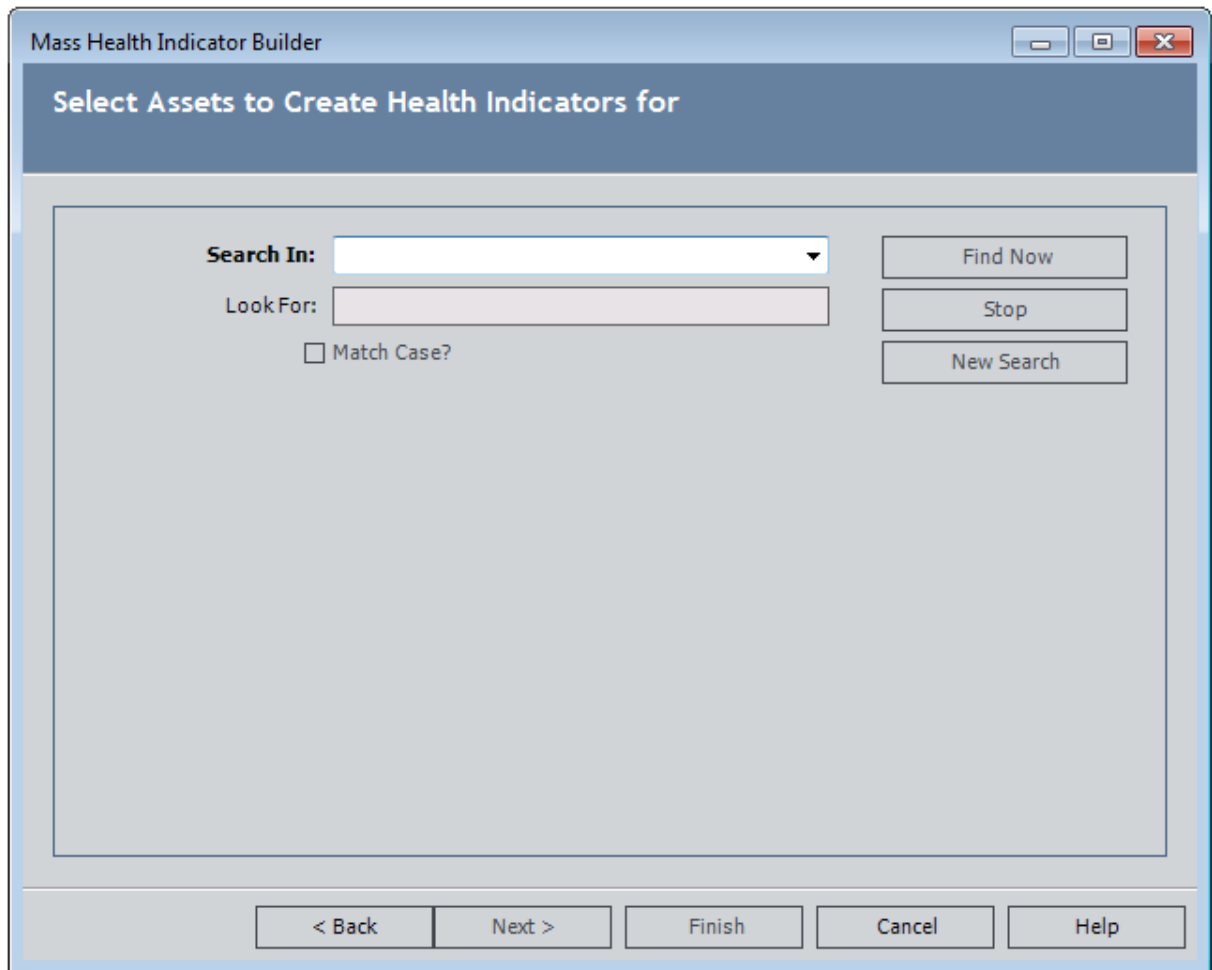 Mass Health Indicator Builder
Select Assets to Create Health Indicators for
Search In:
Find Now
Look For:
Stop
Match Case?
New Search
< Back
Next >
Finish
Cancel
Help